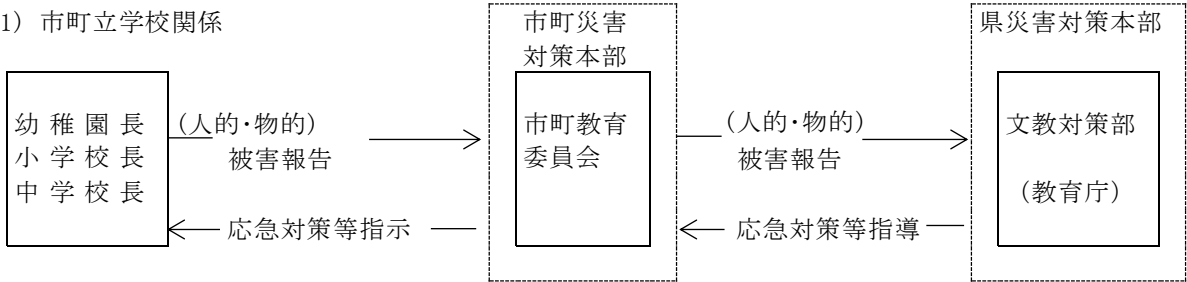 1) 市町立学校関係
市町災害
対策本部
県災害対策本部
幼稚園長
小学校長
中学校長
(人的・物的)
被害報告
市町教育
委員会
(人的・物的)
被害報告
文教対策部
(教育庁)
応急対策等指示
応急対策等指導